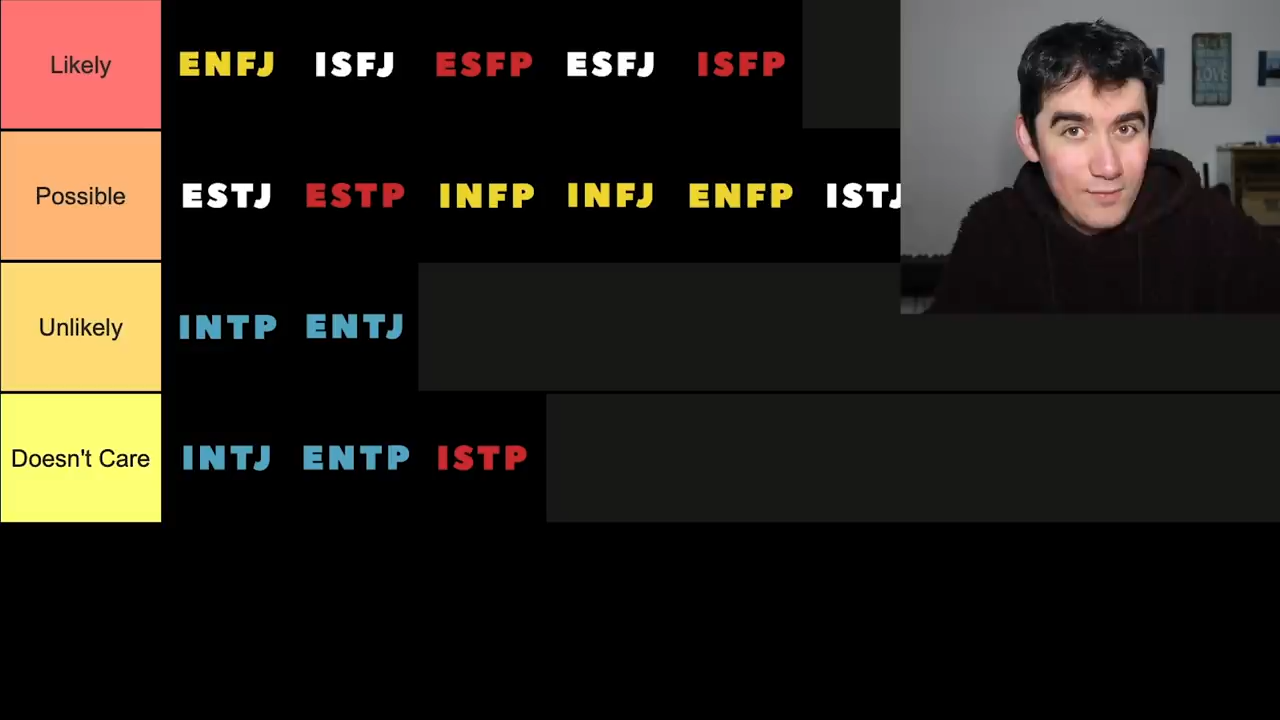 Likely ENFJ ISFJ ESFP ESFJ ISFP
Possible ESTJ ESTP INFP INFJ ENFP ISTJ
Unlikely INTP ENTJ
Doesn't Care INTJ ENTP ISTP
LOVE